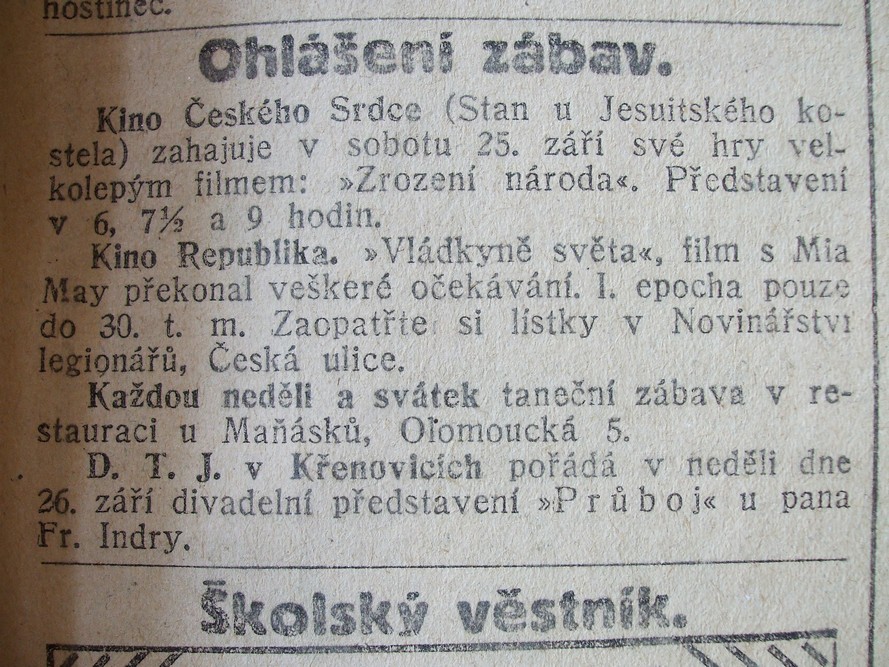 hostinec.
Ohlášení zábav.
Kino Českého Srdce (Stan u Jesuitského ko-
stela) zahajuje v sobotu 25. září své hry vel-
kolepým filmem: »Zrození národa«. Představení
v 6, 7½ a 9 hodin.
Kino Republika. »Vládkyně světa«, film s Mia
May překonal veškeré očekávání. I. epocha pouze
do 30. t. m. Zaopatřte si lístky v Novinářství
legionářů, Česká ulice.
Každou neděli a svátek taneční zábava v re-
stauraci u Maňásků, Olomoucká 5.
D. T. J. v Křenovicích pořádá v neděli dne
26. září divadelní představení »Průboj« u pana
Fr. Indry.
Školský věstník.